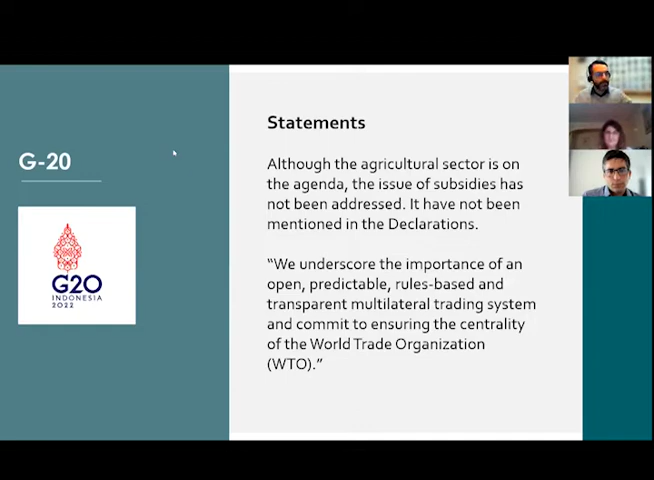 G-20
G20
INDONESIA
2022
Statements
Although the agricultural sector is on
the agenda, the issue of subsidies has
not been addressed. It have not been
mentioned in the Declarations.
“We underscore the importance of an
open, predictable, rules-based and
transparent multilateral trading system
and commit to ensuring the centrality
of the World Trade Organization
(WTO).”